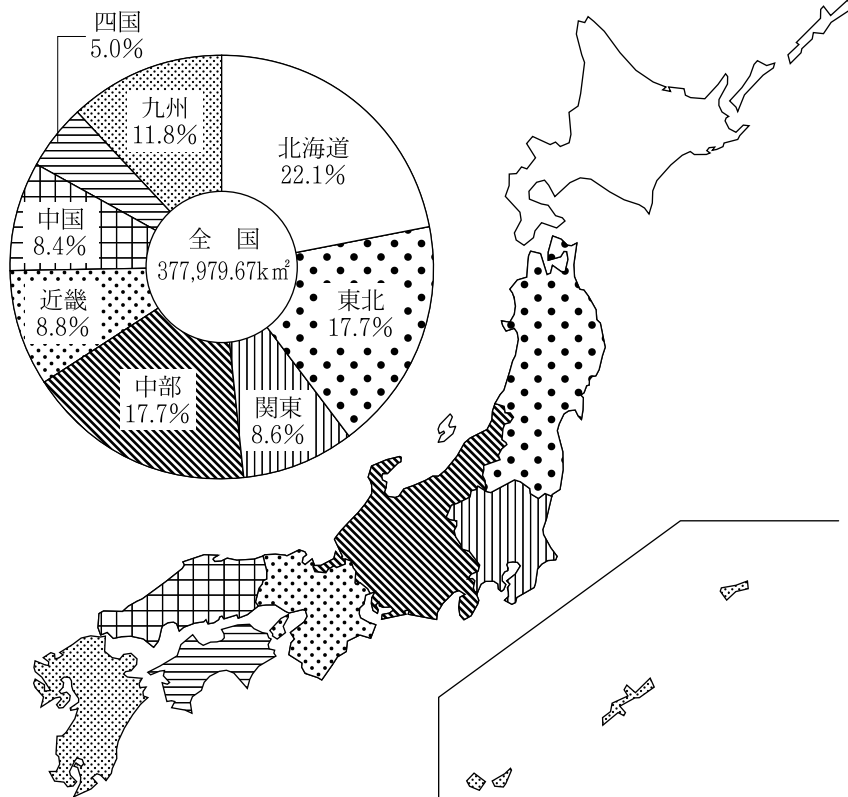 四国
5.0%
九州
11.8%
北海道
22.1%
中国
8.4%
全　国
377,979.67k㎡
東北
17.7%
近畿
8.8%
中部
17.7%
関東
8.6%